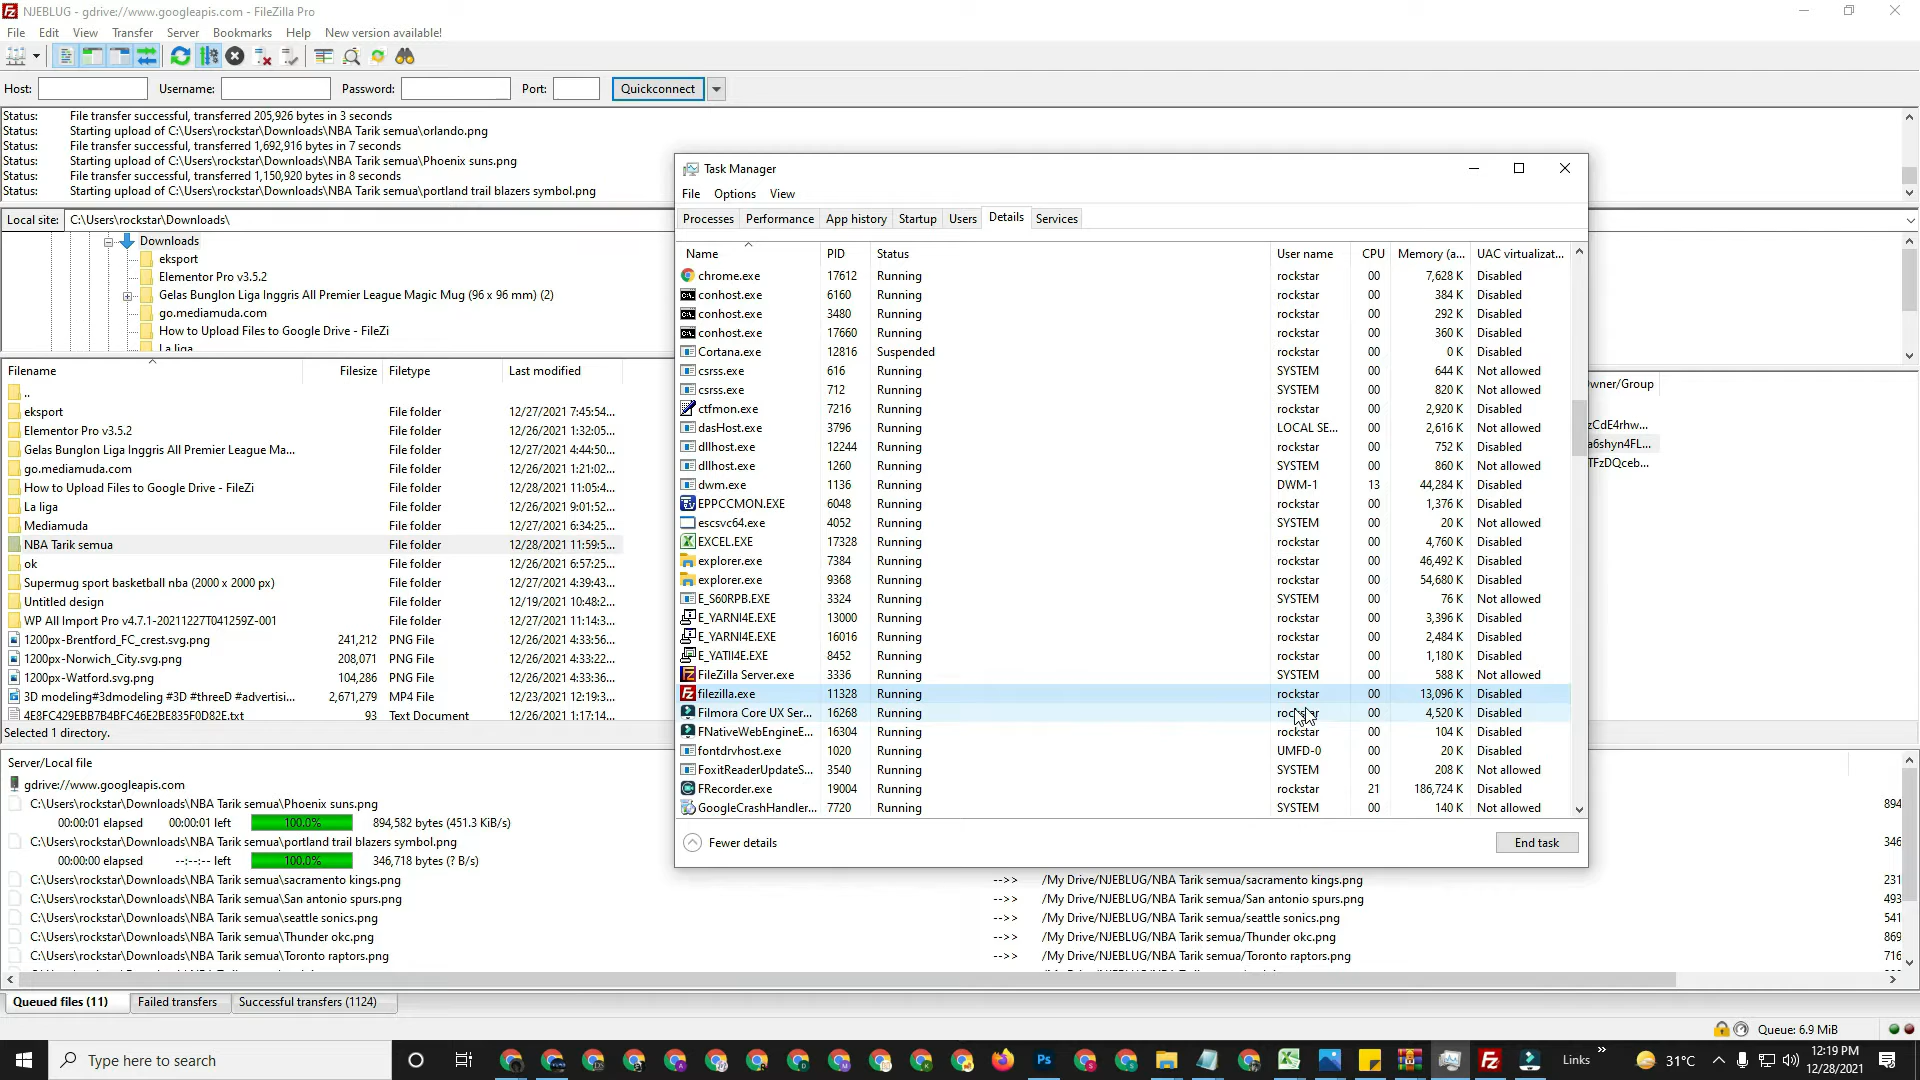 NJEBLUG - gdrive://www.googleapis.com - FileZilla Pro
File Edit View Transfer Server Bookmarks Help New version available!
Host: Username: Password: Port: Quickconnect
Status: File transfer successful, transferred 205,926 bytes in 3 seconds
Status: Starting upload of C:\Users\rockstar\Downloads\NBA Tarik semua\orlando.png
Status: File transfer successful, transferred 1,692,916 bytes in 7 seconds
Status: Starting upload of C:\Users\rockstar\Downloads\NBA Tarik semua\Phoenix suns.png
Status: File transfer successful, transferred 1,150,920 bytes in 8 seconds
Status: Starting upload of C:\Users\rockstar\Downloads\NBA Tarik semua\portland trail blazers symbol.png
Local site: C:\Users\rockstar\Downloads\
Downloads
eksport
Elementor Pro v3.5.2
Gelas Bunglon Liga Inggris All Premier League Magic Mug (96 x 96 mm) (2)
go.mediamuda.com
How to Upload Files to Google Drive - FileZi
La liga
Filename Filesize Filetype Last modified
..
eksport File folder 12/27/2021 7:45:54...
Elementor Pro v3.5.2 File folder 12/26/2021 1:32:05...
Gelas Bunglon Liga Inggris All Premier League Ma... File folder 12/27/2021 4:44:50...
go.mediamuda.com File folder 12/26/2021 1:21:02...
How to Upload Files to Google Drive - FileZi File folder 12/28/2021 11:05:4...
La liga File folder 12/26/2021 9:01:52...
Mediamuda File folder 12/27/2021 6:34:25...
NBA Tarik semua File folder 12/28/2021 11:59:5...
ok File folder 12/26/2021 6:57:25...
Supermug sport basketball nba (2000 x 2000 px) File folder 12/27/2021 4:39:43...
Untitled design File folder 12/19/2021 10:48:2...
WP All Import Pro v4.7.1-20211227T041259Z-001 File folder 12/27/2021 11:14:3...
1200px-Brentford_FC_crest.svg.png 241,212 PNG File 12/26/2021 4:33:56...
1200px-Norwich_City.svg.png 208,071 PNG File 12/26/2021 4:33:22...
1200px-Watford.svg.png 104,286 PNG File 12/26/2021 4:33:36...
3D modeling#3dmodeling #3D #threeD #advertisi... 2,671,279 MP4 File 12/23/2021 12:19:3...
4E8FC429EBB7B4BFC46E2BE835F0D82E.txt 93 Text Document 12/26/2021 1:17:14...
Selected 1 directory.
Task Manager
File Options View
Processes Performance App history Startup Users Details Services
Name PID Status User name CPU Memory (a... UAC virtualizat...
chrome.exe 17612 Running rockstar 00 7,628 K Disabled
conhost.exe 6160 Running rockstar 00 384 K Disabled
conhost.exe 3480 Running rockstar 00 292 K Disabled
conhost.exe 17660 Running rockstar 00 360 K Disabled
Cortana.exe 12816 Suspended rockstar 00 0 K Disabled
csrss.exe 616 Running SYSTEM 00 644 K Not allowed
csrss.exe 712 Running SYSTEM 00 820 K Not allowed
ctfmon.exe 7216 Running rockstar 00 2,920 K Disabled
dasHost.exe 3796 Running LOCAL SE... 00 2,616 K Not allowed
dllhost.exe 12244 Running rockstar 00 752 K Disabled
dllhost.exe 1260 Running SYSTEM 00 860 K Not allowed
dwm.exe 1136 Running DWM-1 13 44,284 K Disabled
EPPCCMON.EXE 6048 Running rockstar 00 1,376 K Disabled
escsvc64.exe 4052 Running SYSTEM 00 20 K Not allowed
EXCEL.EXE 17328 Running rockstar 00 4,760 K Disabled
explorer.exe 7384 Running rockstar 00 46,492 K Disabled
explorer.exe 9368 Running rockstar 00 54,680 K Disabled
E_S60RPB.EXE 3324 Running SYSTEM 00 76 K Not allowed
E_YARNI4E.EXE 13000 Running rockstar 00 3,396 K Disabled
E_YARNI4E.EXE 16016 Running rockstar 00 2,484 K Disabled
E_YATII4E.EXE 8452 Running rockstar 00 1,180 K Disabled
FileZilla Server.exe 3336 Running SYSTEM 00 588 K Not allowed
filezilla.exe 11328 Running rockstar 00 13,096 K Disabled
Filmora Core UX Ser... 16268 Running rockstar 00 4,520 K Disabled
FNativeWebEngineE... 16304 Running rockstar 00 104 K Disabled
fontdrvhost.exe 1020 Running UMFD-0 00 20 K Disabled
FoxitReaderUpdateS... 3540 Running SYSTEM 00 208 K Not allowed
FRecorder.exe 19004 Running rockstar 21 186,724 K Disabled
GoogleCrashHandler... 7720 Running SYSTEM 00 140 K Not allowed
Fewer details End task
wner/Group
zCdE4rhw...
a6shyn4FL...
TFzDQceb...
Server/Local file
gdrive://www.googleapis.com
C:\Users\rockstar\Downloads\NBA Tarik semua\Phoenix suns.png 894
00:00:01 elapsed 00:00:01 left 100.0% 894,582 bytes (451.3 KiB/s)
C:\Users\rockstar\Downloads\NBA Tarik semua\portland trail blazers symbol.png 346
00:00:00 elapsed --:--:-- left 100.0% 346,718 bytes (? B/s)
C:\Users\rockstar\Downloads\NBA Tarik semua\sacramento kings.png -->> /My Drive/NJEBLUG/NBA Tarik semua/sacramento kings.png 231
C:\Users\rockstar\Downloads\NBA Tarik semua\San antonio spurs.png -->> /My Drive/NJEBLUG/NBA Tarik semua/San antonio spurs.png 493
C:\Users\rockstar\Downloads\NBA Tarik semua\seattle sonics.png -->> /My Drive/NJEBLUG/NBA Tarik semua/seattle sonics.png 541
C:\Users\rockstar\Downloads\NBA Tarik semua\Thunder okc.png -->> /My Drive/NJEBLUG/NBA Tarik semua/Thunder okc.png 869
C:\Users\rockstar\Downloads\NBA Tarik semua\Toronto raptors.png -->> /My Drive/NJEBLUG/NBA Tarik semua/Toronto raptors.png 716
Queued files (11) Failed transfers Successful transfers (1124)
Queue: 6.9 MiB
Type here to search Links 31°C 12:19 PM
12/28/2021